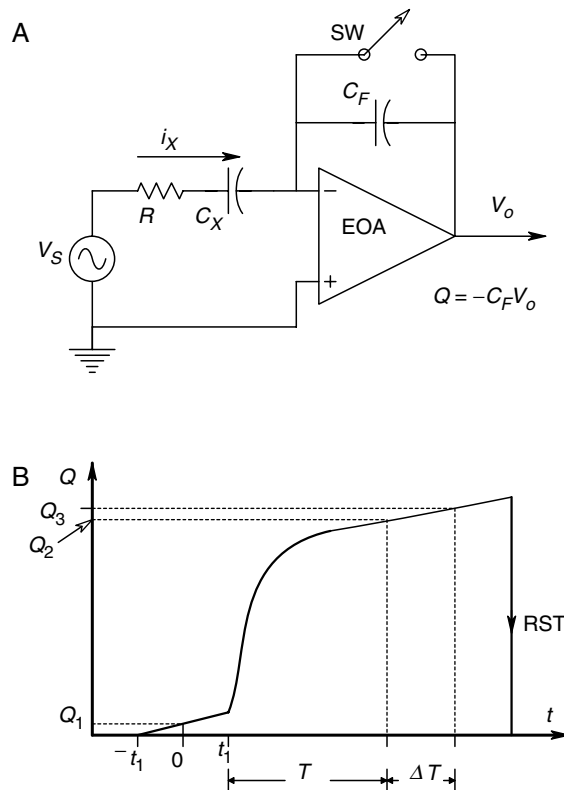 A
SW
C_F
i_X
R
C_X
−
EOA
V_o
V_S
+
Q = −C_F V_o
B
Q
Q_3
Q_2
RST
Q_1
t
−t_1
0
t_1
T
ΔT